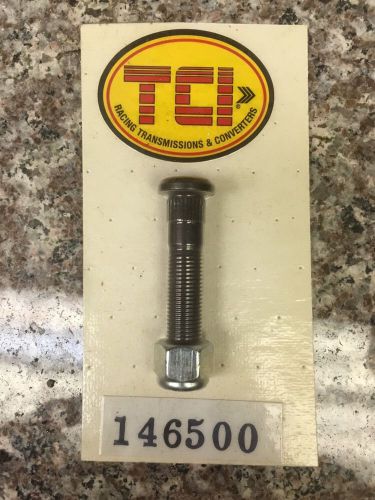 TCI
RACING TRANSMISSIONS & CONVERTERS
146500